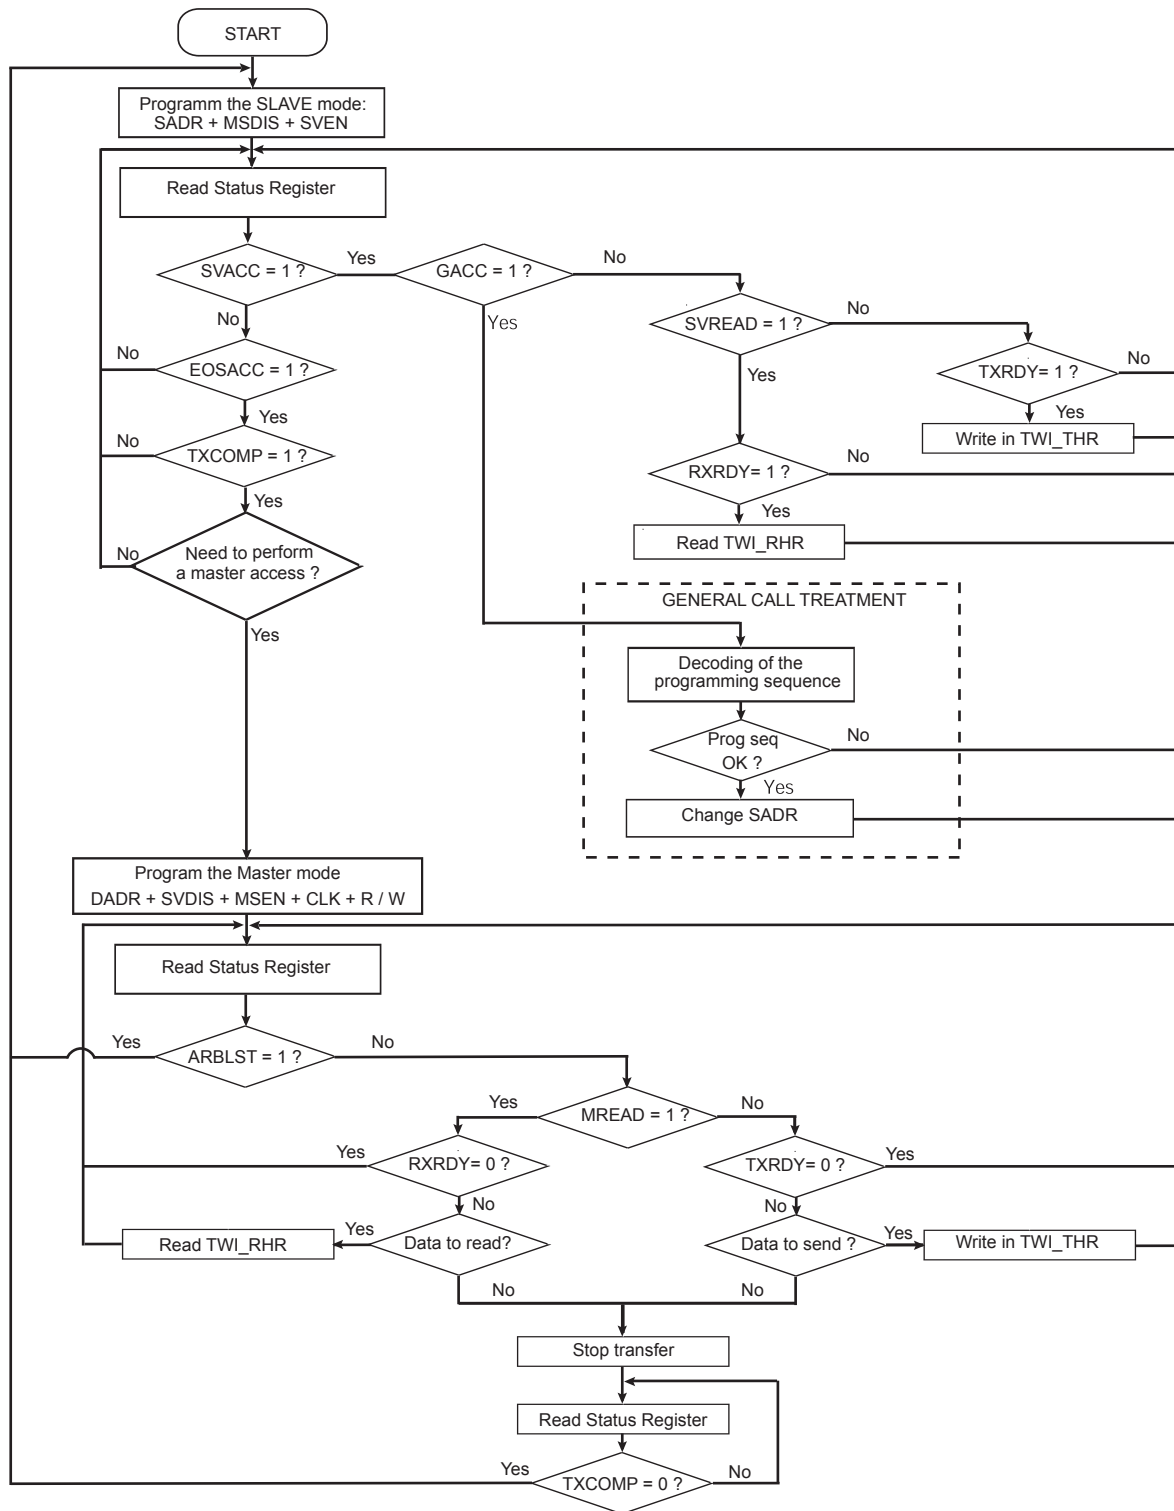 START
Programm the SLAVE mode:
SADR + MSDIS + SVEN
Read Status Register
SVACC = 1 ?
Yes
GACC = 1 ?
No
No
Yes
SVREAD = 1 ?
No
Yes
TXRDY= 1 ?
No
Yes
Write in TWI_THR
No
EOSACC = 1 ?
Yes
No
TXCOMP = 1 ?
Yes
RXRDY= 1 ?
No
Yes
Read TWI_RHR
No
Need to perform
a master access ?
Yes
GENERAL CALL TREATMENT
Decoding of the
programming sequence
Prog seq
OK ?
No
Yes
Change SADR
Program the Master mode
DADR + SVDIS + MSEN + CLK + R / W
Read Status Register
Yes
ARBLST = 1 ?
No
Yes
MREAD = 1 ?
No
Yes
RXRDY= 0 ?
No
TXRDY= 0 ?
Yes
No
Read TWI_RHR
Yes
Data to read?
No
Data to send ?
Yes
Write in TWI_THR
No
Stop transfer
Read Status Register
Yes
TXCOMP = 0 ?
No